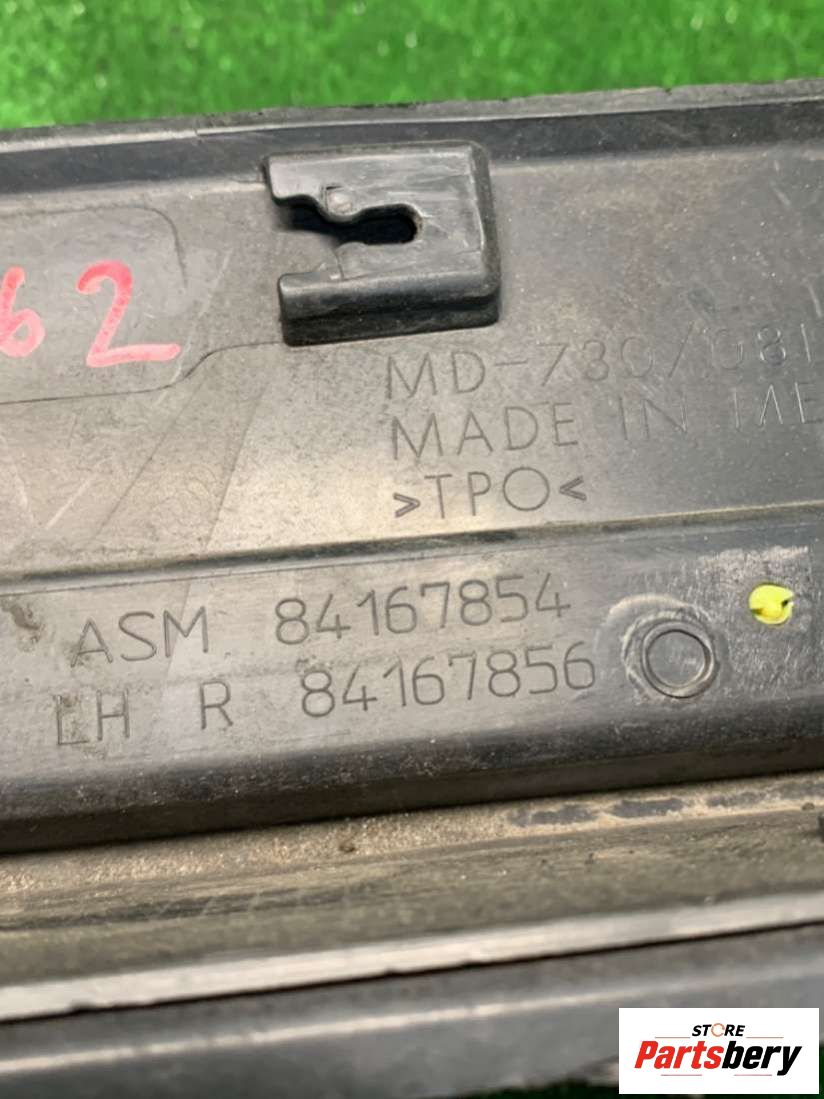 62
MADE IN
>TPO<
ASM 84167854
LH R 84167856
STORE
Partsbery